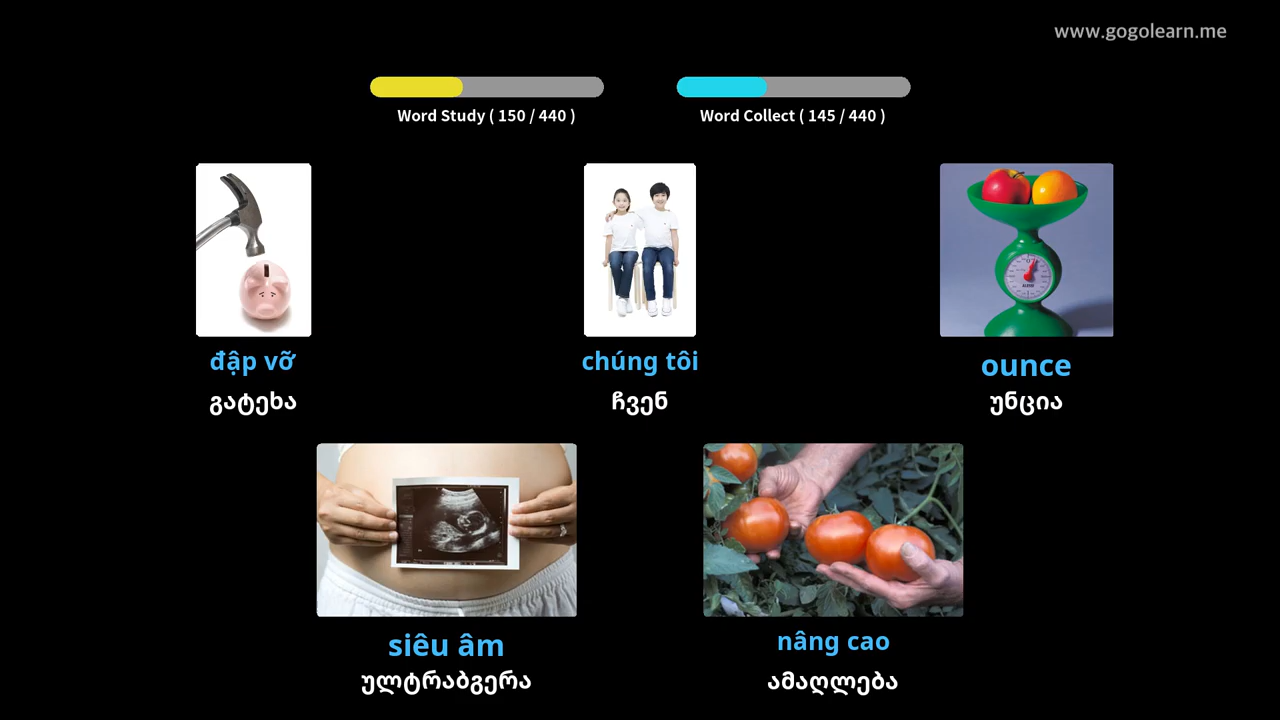 www.gogolearn.me
Word Study ( 150 / 440 )
Word Collect ( 145 / 440 )
đập vỡ
გატეხა
chúng tôi
ჩვენ
ounce
უნცია
siêu âm
ულტრაბგერა
nâng cao
ამაღლება